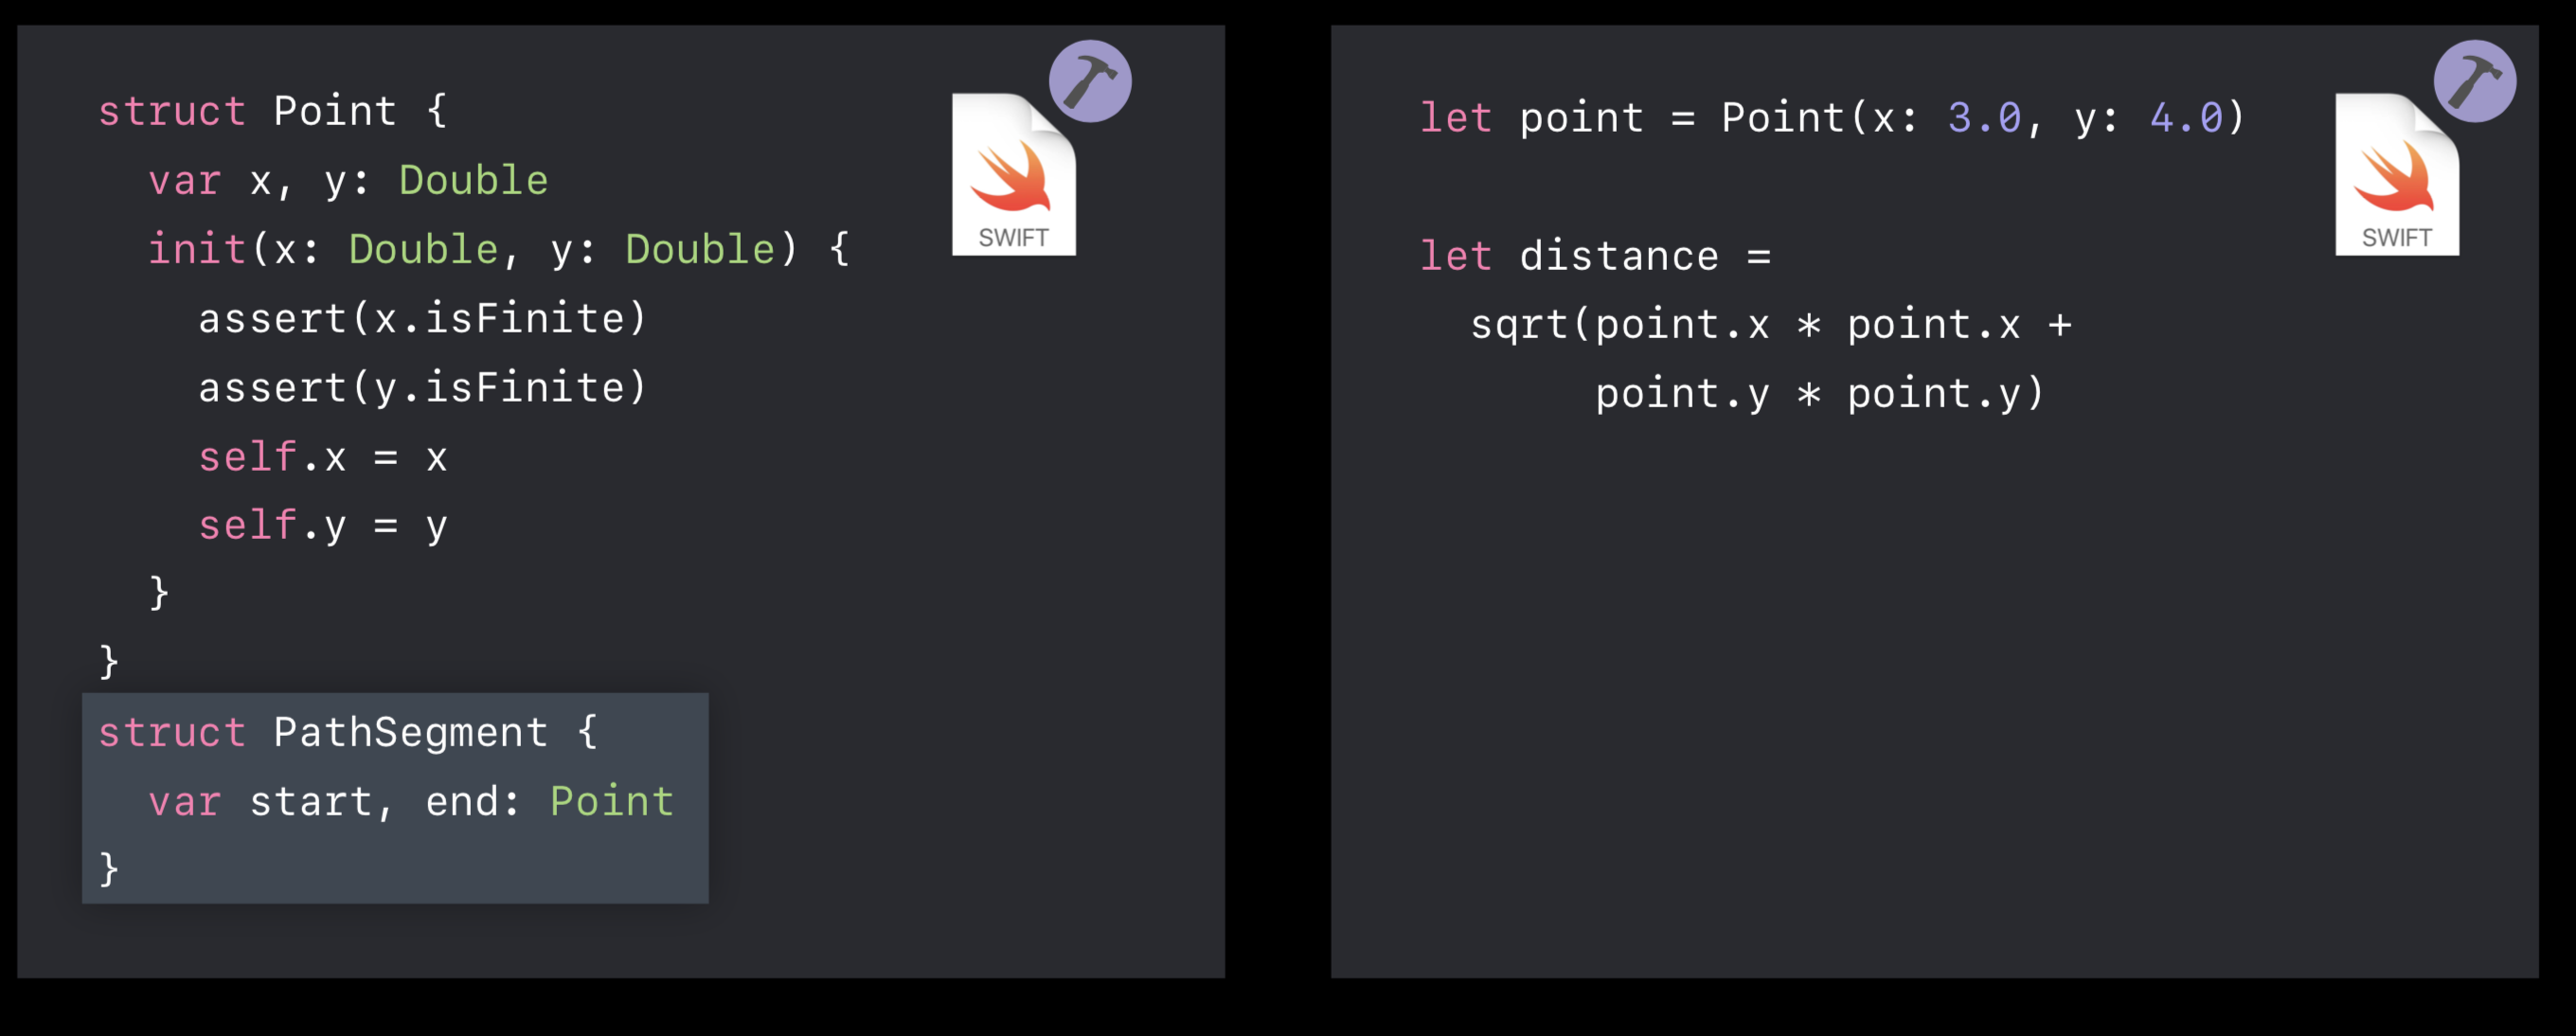 struct Point {
  var x, y: Double
  init(x: Double, y: Double) {
    assert(x.isFinite)
    assert(y.isFinite)
    self.x = x
    self.y = y
  }
}
struct PathSegment {
  var start, end: Point
}
SWIFT
let point = Point(x: 3.0, y: 4.0)
let distance =
  sqrt(point.x * point.x +
       point.y * point.y)
SWIFT